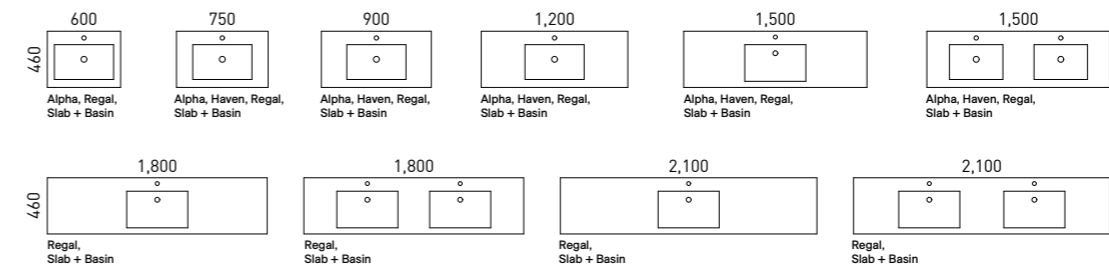 600
750
900
1,200
1,500
1,500
460
Alpha, Regal,
Slab + Basin
Alpha, Haven, Regal,
Slab + Basin
Alpha, Haven, Regal,
Slab + Basin
Alpha, Haven, Regal,
Slab + Basin
Alpha, Haven, Regal,
Slab + Basin
Alpha, Haven, Regal,
Slab + Basin
1,800
1,800
2,100
2,100
460
Regal,
Slab + Basin
Regal,
Slab + Basin
Regal,
Slab + Basin
Regal,
Slab + Basin